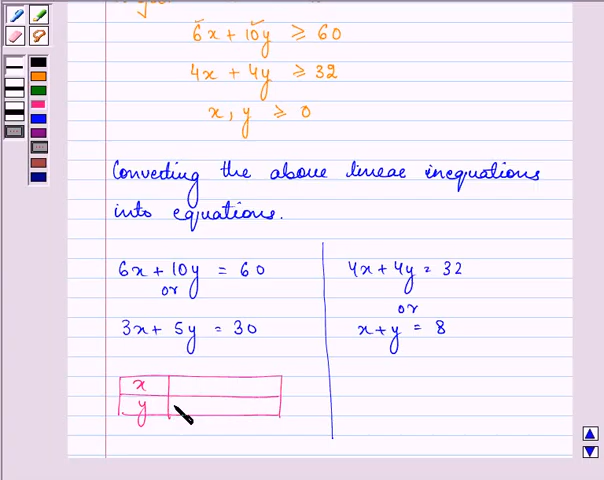 6x + 10y ≥ 60
4x + 4y ≥ 32
x, y ≥ 0
Converting the above linear inequations
into equations.
6x + 10y = 60
or
3x + 5y = 30
4x + 4y = 32
or
x + y = 8
x
y